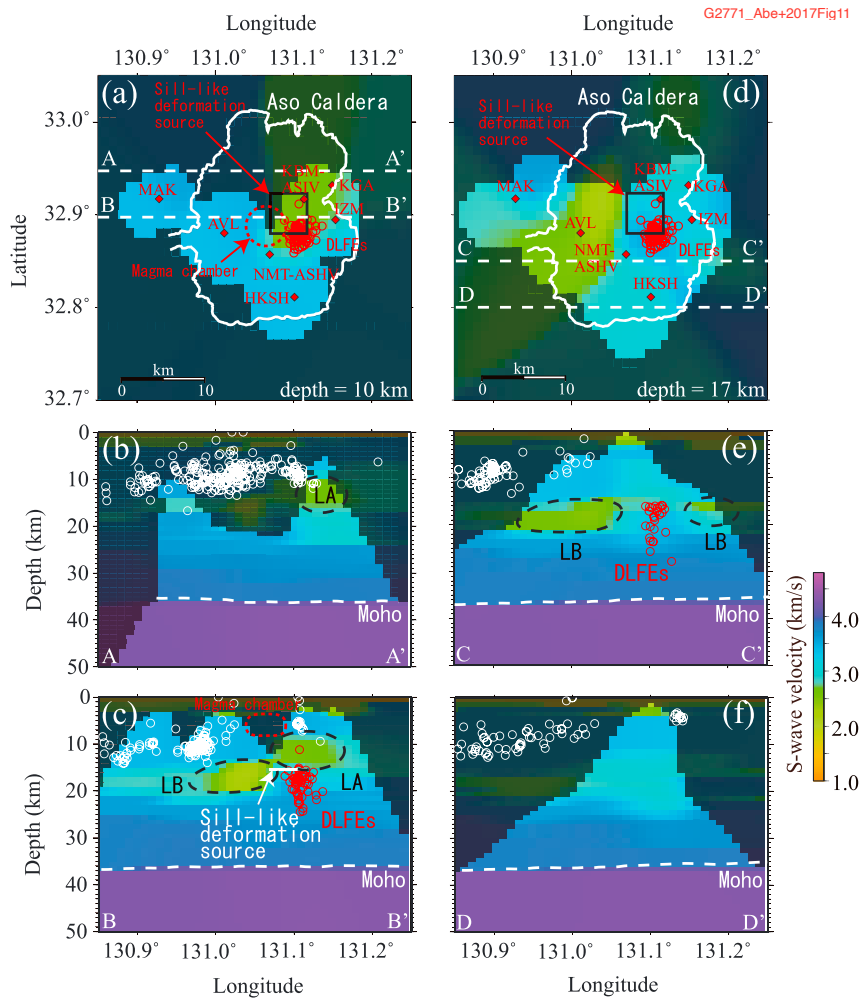 G2771_Abe+2017Fig11
Longitude
Longitude
130.9° 131.0° 131.1° 131.2°
130.9° 131.0° 131.1° 131.2°
(a)
Sill-like
deformation
source
Aso Caldera
33.0°
A
A'
KBM-
ASIV
KGA
MAK
32.9°
B
B'
IZM
AVL
DLFEs
Magma chamber
NMT-ASHV
HKSH
32.8°
km
0
10
depth = 10 km
32.7°
Latitude
(d)
Aso Caldera
Sill-like
deformation
source
KBM-
ASIV
KGA
MAK
IZM
AVL
NMT-
ASHV
DLFEs
C
C'
HKSH
D
D'
km
0
10
depth = 17 km
(b)
0
10
20
30
40
50
Depth (km)
LA
Moho
A
A'
(e)
LB
LB
DLFEs
Moho
C
C'
(c)
0
10
20
30
40
50
Depth (km)
Magma chamber
LB
LA
Sill-like
deformation
source
DLFEs
Moho
B
B'
(f)
Moho
D
D'
130.9° 131.0° 131.1° 131.2°
130.9° 131.0° 131.1° 131.2°
Longitude
Longitude
S-wave velocity (km/s)
4.0
3.0
2.0
1.0